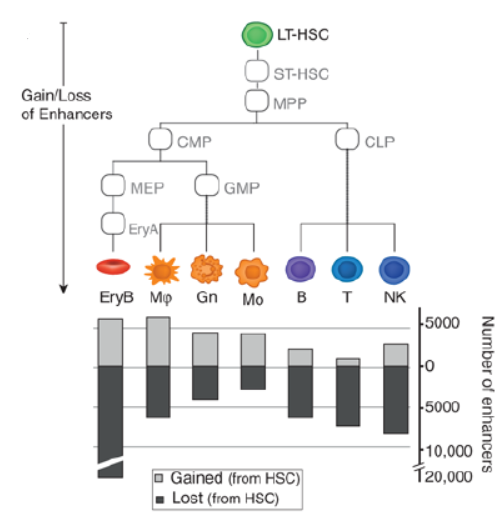 LT-HSC
ST-HSC
MPP
Gain/Loss
of Enhancers
CMP
CLP
MEP
GMP
EryA
EryB Mφ Gn Mo B T NK
5000
0
5000
10,000
20,000
Number of enhancers
Gained (from HSC)
Lost (from HSC)